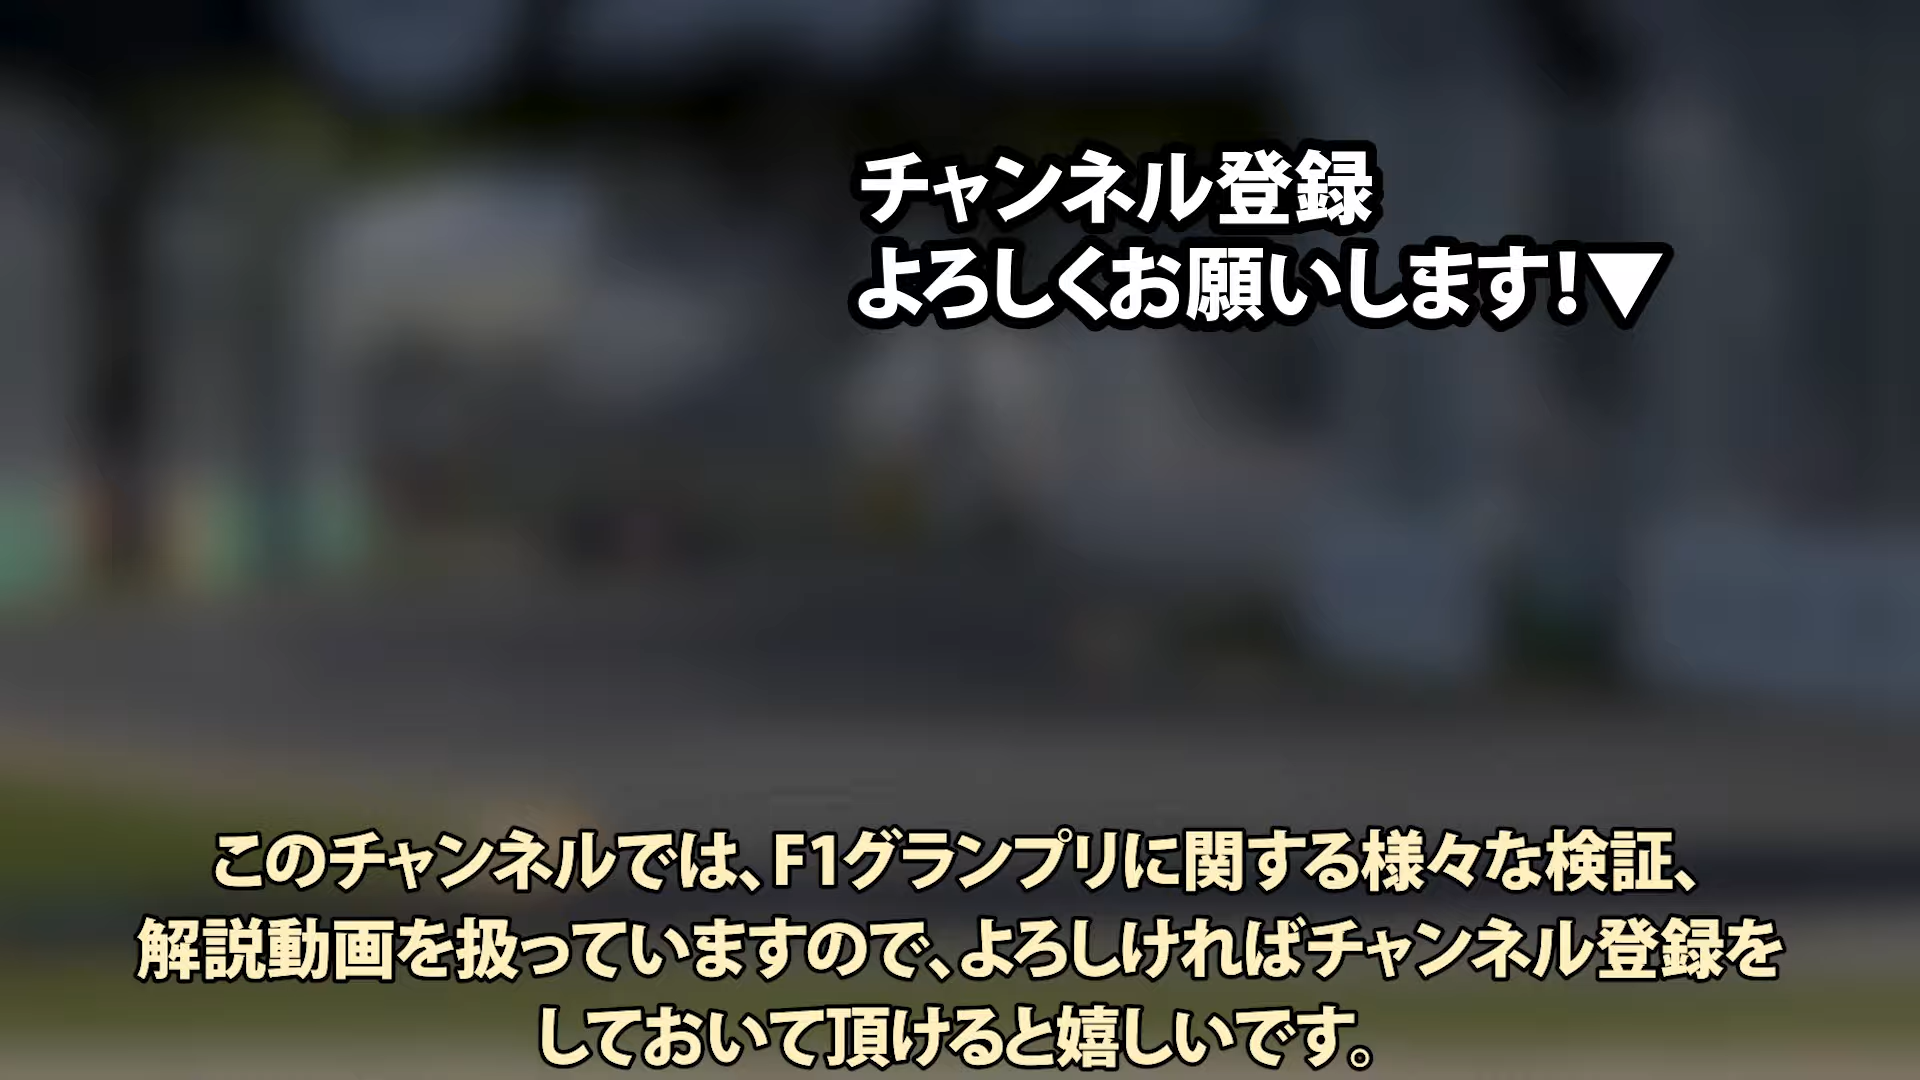 チャンネル登録
よろしくお願いします!▼
このチャンネルでは、F1グランプリに関する様々な検証、
解説動画を扱っていますので、よろしければチャンネル登録を
しておいて頂けると嬉しいです。